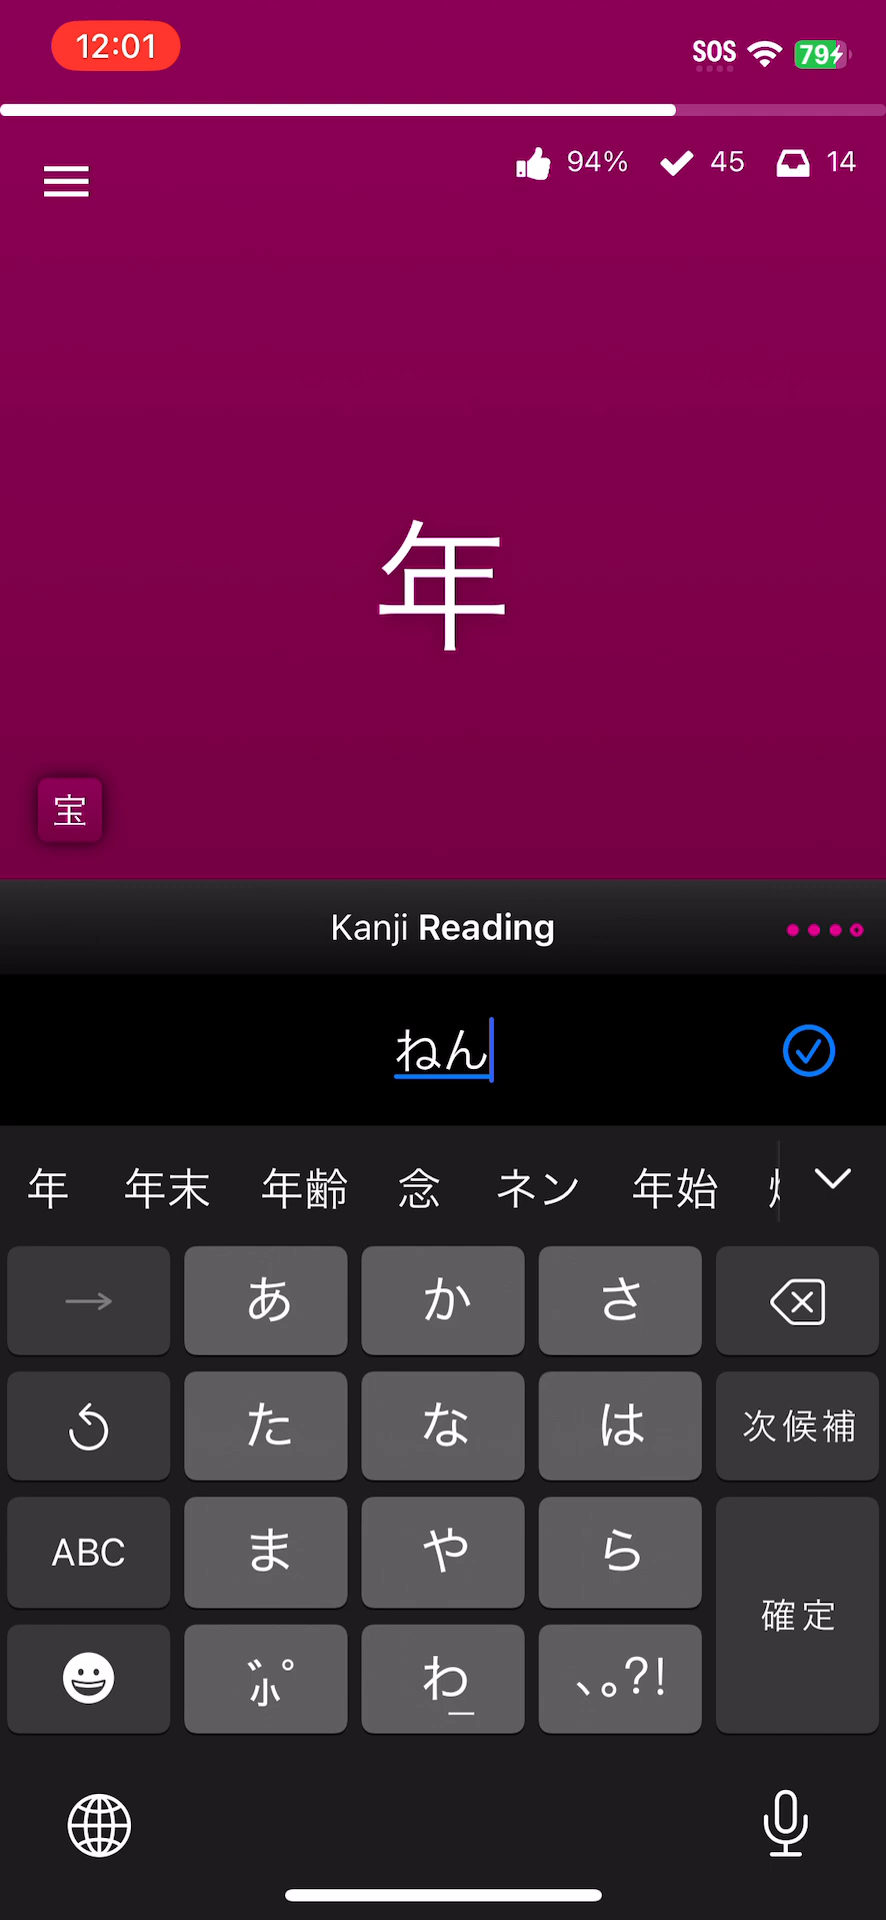 12:01 SOS 79
94% 45 14
年
宝
Kanji Reading
ねん
年 年末 年齢 念 ネン 年始
→ あ か さ
た な は 次候補
ABC ま や ら 確定
゛゜小 わ_ 、。?!